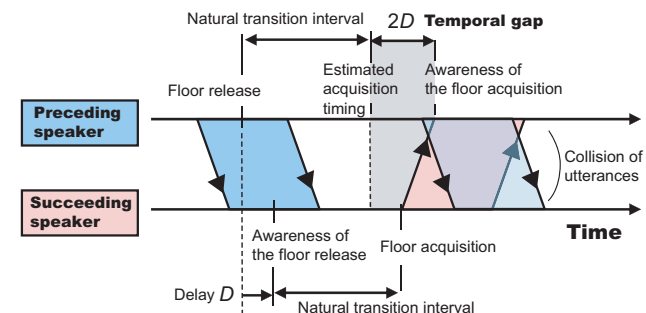 Natural transition interval
2D Temporal gap
Floor release
Estimated
acquisition
timing
Awareness of
the floor acquisition
Preceding
speaker
Collision of
utterances
Succeeding
speaker
Time
Awareness of
the floor release
Floor acquisition
Delay D
Natural transition interval